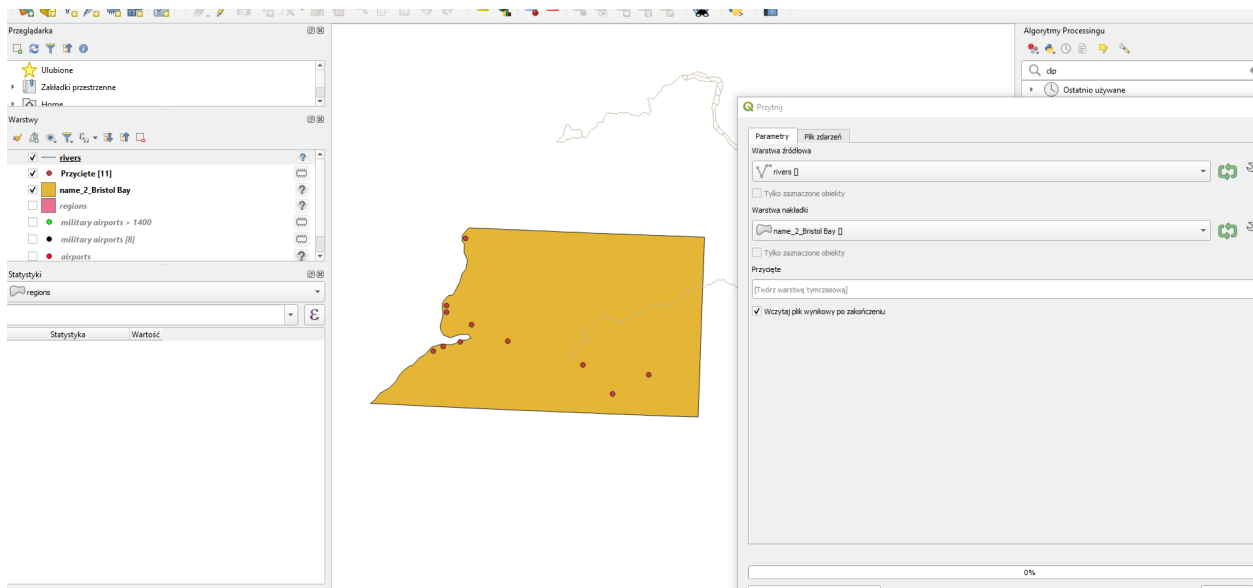 Przeglądarka
Ulubione
Zakładki przestrzenne
Home
Warstwy
rivers
Przycięte [11]
name_2_Bristol Bay
regions
military airports > 1400
military airports [8]
airports
Statystyki
regions
Statystyka Wartość
Algorytmy Processingu
clip
Ostatnio używane
Przytnij
Parametry Plik zdarzeń
Warstwa źródłowa
rivers []
Tylko zaznaczone obiekty
Warstwa nakładki
name_2_Bristol Bay []
Tylko zaznaczone obiekty
Przycięte
[Twórz warstwę tymczasową]
Wczytaj plik wynikowy po zakończeniu
0%